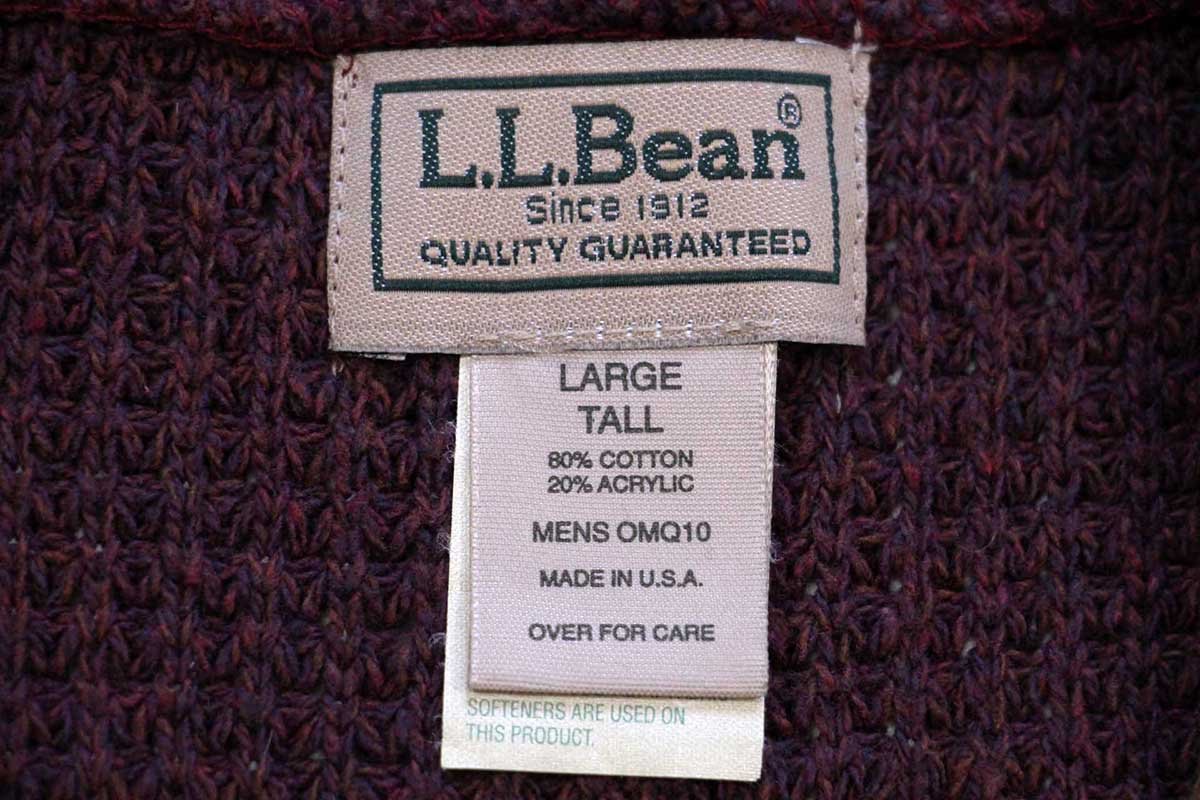 L.L.Bean®
Since 1912
QUALITY GUARANTEED
LARGE
TALL
80% COTTON
20% ACRYLIC
MENS OMQ10
MADE IN U.S.A.
OVER FOR CARE
SOFTENERS ARE USED ON
THIS PRODUCT.